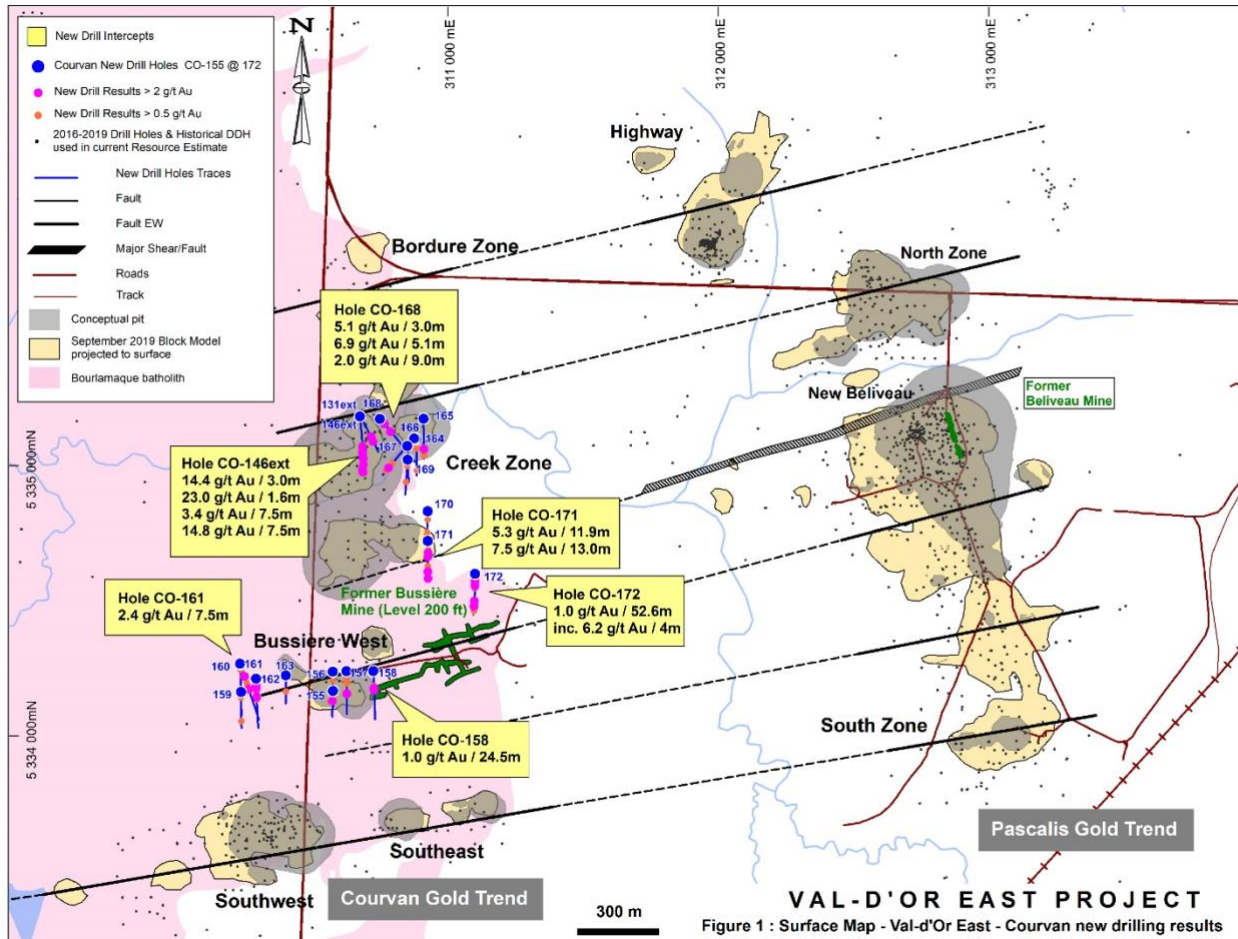 New Drill Intercepts
Courvan New Drill Holes CO-155 @ 172
New Drill Results > 2 g/t Au
New Drill Results > 0.5 g/t Au
2016-2019 Drill Holes & Historical DDH
used in current Resource Estimate
New Drill Holes Traces
Fault
Fault EW
Major Shear/Fault
Roads
Track
Conceptual pit
September 2019 Block Model
projected to surface
Bourlamaque batholith
N
311 000 mE
312 000 mE
313 000 mE
Highway
Bordure Zone
North Zone
Hole CO-168
5.1 g/t Au / 3.0m
6.9 g/t Au / 5.1m
2.0 g/t Au / 9.0m
New Beliveau
Former
Beliveau Mine
131ext
168
165
146ext
166
164
167
169
Creek Zone
5 335 000mN
Hole CO-146ext
14.4 g/t Au / 3.0m
23.0 g/t Au / 1.6m
3.4 g/t Au / 7.5m
14.8 g/t Au / 7.5m
170
171
Hole CO-171
5.3 g/t Au / 11.9m
7.5 g/t Au / 13.0m
172
Hole CO-161
2.4 g/t Au / 7.5m
Former Bussière
Mine (Level 200 ft)
Hole CO-172
1.0 g/t Au / 52.6m
inc. 6.2 g/t Au / 4m
Bussiere West
160
161
163
156
157
158
162
159
155
5 334 000mN
Hole CO-158
1.0 g/t Au / 24.5m
South Zone
Southeast
Southwest
Courvan Gold Trend
Pascalis Gold Trend
300 m
VAL-D'OR EAST PROJECT
Figure 1 : Surface Map - Val-d'Or East - Courvan new drilling results